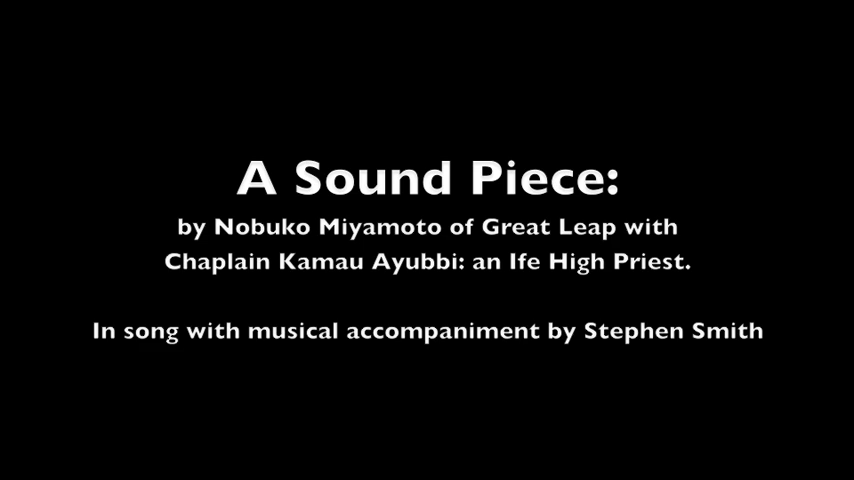 A Sound Piece:
by Nobuko Miyamoto of Great Leap with
Chaplain Kamau Ayubbi: an Ife High Priest.
In song with musical accompaniment by Stephen Smith